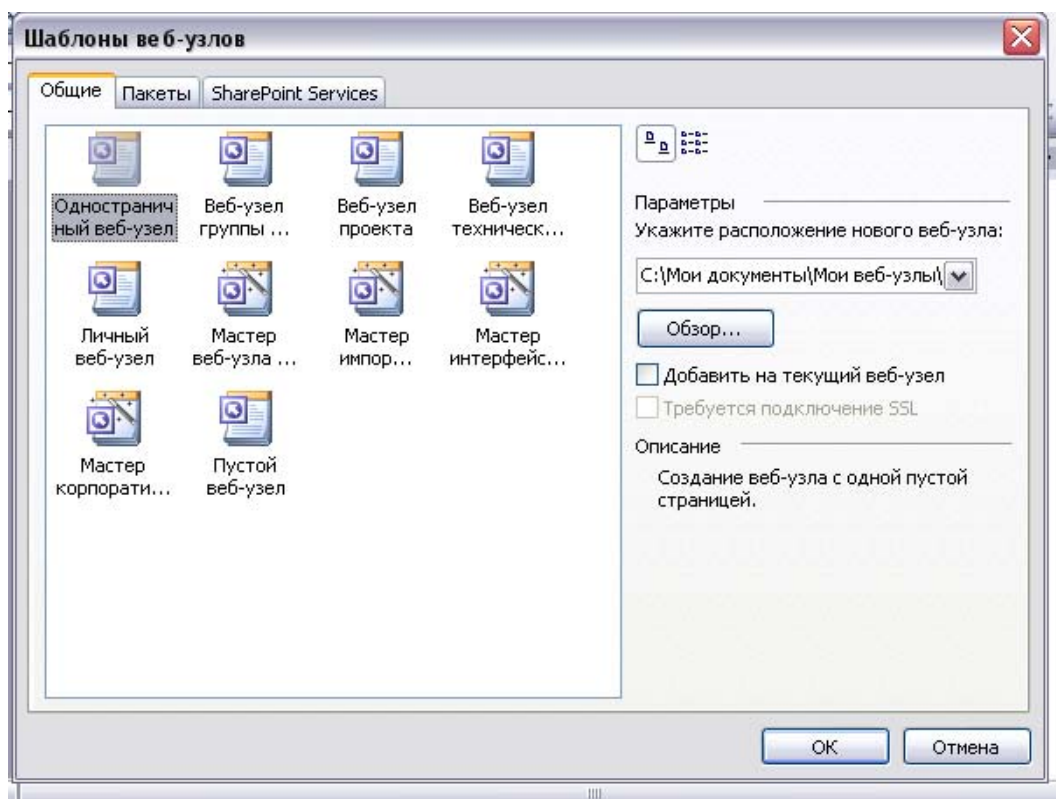 Шаблоны веб-узлов
Общие
Пакеты
SharePoint Services
Одностранич
ный веб-узел
Веб-узел
группы ...
Веб-узел
проекта
Веб-узел
техническ...
Личный
веб-узел
Мастер
веб-узла ...
Мастер
импор...
Мастер
интерфейс...
Мастер
корпорати...
Пустой
веб-узел
Параметры
Укажите расположение нового веб-узла:
C:\Мои документы\Мои веб-узлы\
Обзор...
Добавить на текущий веб-узел
Требуется подключение SSL
Описание
Создание веб-узла с одной пустой
страницей.
ОК
Отмена